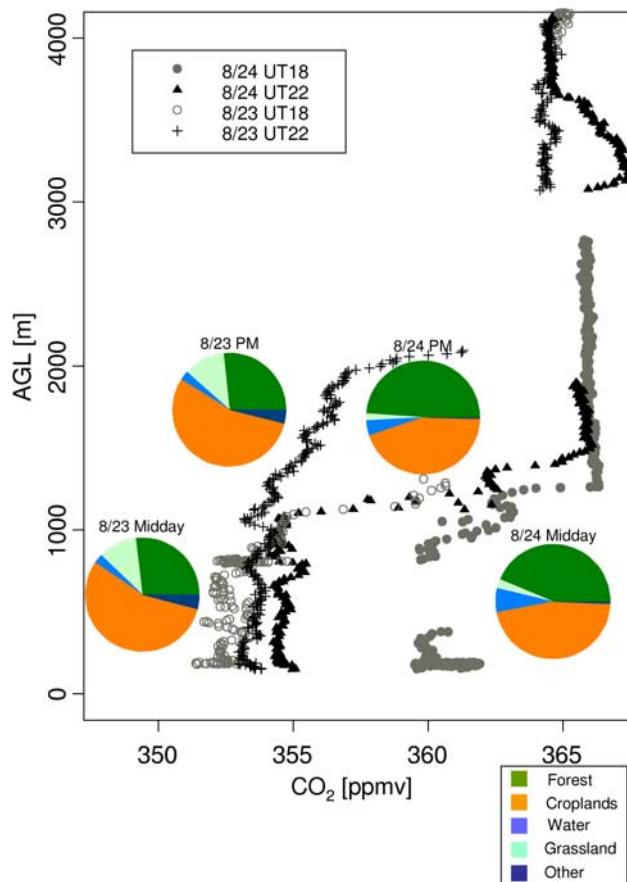 4000
8/24 UT18
8/24 UT22
8/23 UT18
8/23 UT22
3000
AGL [m]
2000
8/23 PM
8/24 PM
1000
8/23 Midday
8/24 Midday
0
350 355 360 365
CO₂ [ppmv]
Forest
Croplands
Water
Grassland
Other